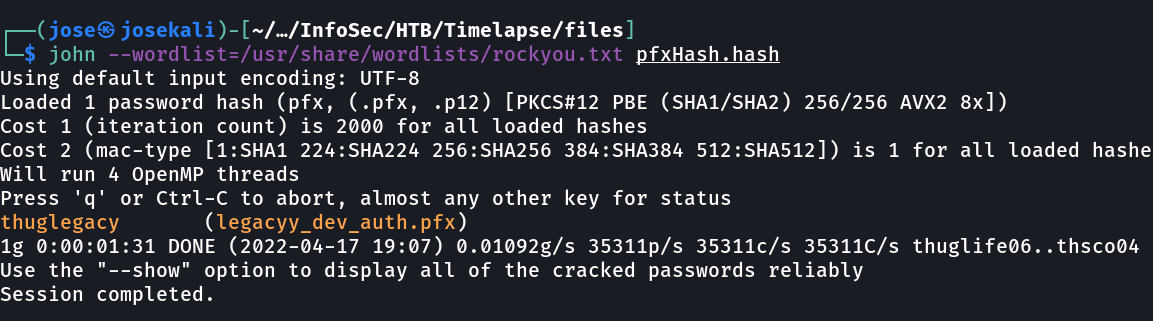 ┌──(jose㉿josekali)-[~/…/InfoSec/HTB/Timelapse/files]
└─$ john --wordlist=/usr/share/wordlists/rockyou.txt pfxHash.hash
Using default input encoding: UTF-8
Loaded 1 password hash (pfx, (.pfx, .p12) [PKCS#12 PBE (SHA1/SHA2) 256/256 AVX2 8x])
Cost 1 (iteration count) is 2000 for all loaded hashes
Cost 2 (mac-type [1:SHA1 224:SHA224 256:SHA256 384:SHA384 512:SHA512]) is 1 for all loaded hashe
Will run 4 OpenMP threads
Press 'q' or Ctrl-C to abort, almost any other key for status
thuglegacy       (legacyy_dev_auth.pfx)
1g 0:00:01:31 DONE (2022-04-17 19:07) 0.01092g/s 35311p/s 35311c/s 35311C/s thuglife06..thsco04
Use the "--show" option to display all of the cracked passwords reliably
Session completed.